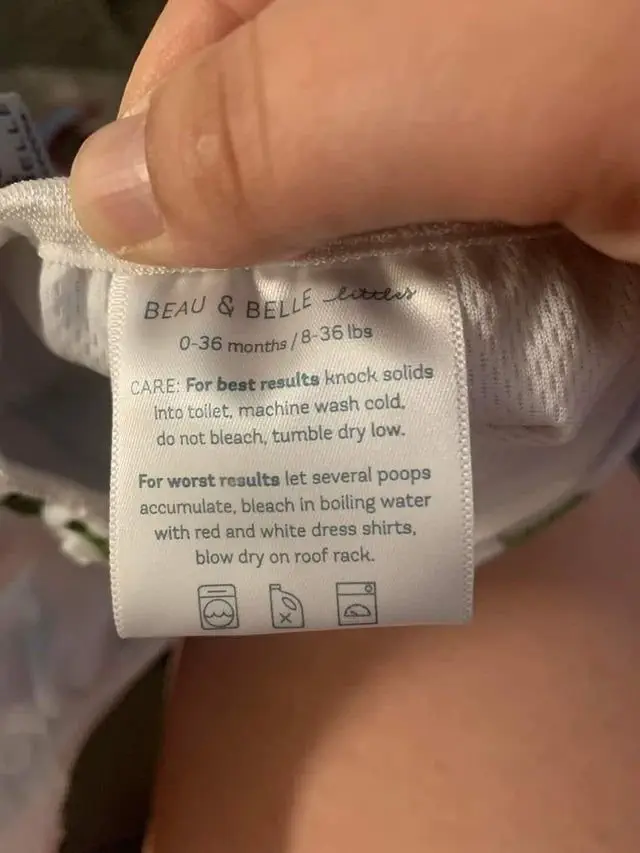 ELLE
BEAU & BELLE littles
0-36 months / 8-36 lbs
CARE: For best results knock solids
into toilet, machine wash cold,
do not bleach, tumble dry low.
For worst results let several poops
accumulate, bleach in boiling water
with red and white dress shirts,
blow dry on roof rack.